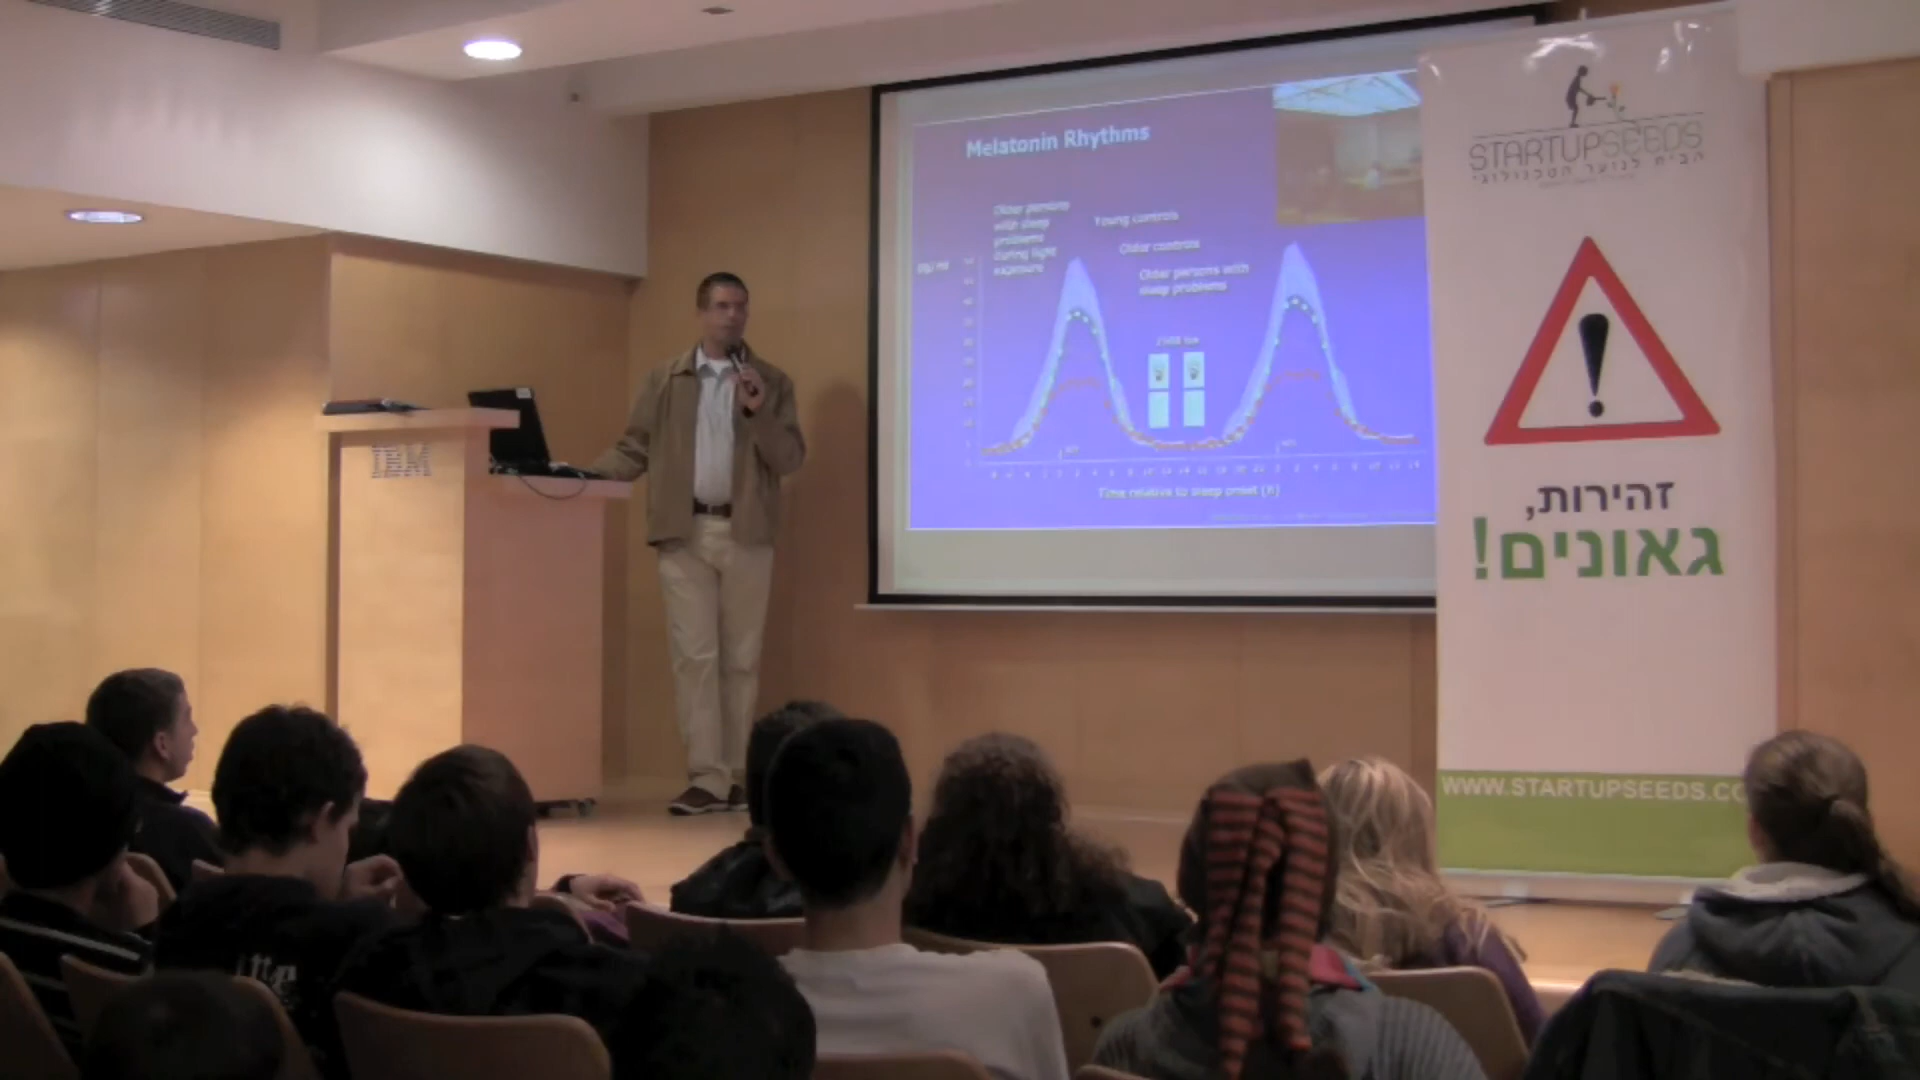 Melatonin Rhythms
Older persons
with sleep
problems
during light
exposure
Young controls
Older controls
Older persons with
sleep problems
Time relative to sleep onset (h)
IBM
STARTUPSEEDS
הבית לנוער הטכנולוגי
זהירות,
גאונים!
WWW.STARTUPSEEDS.CO